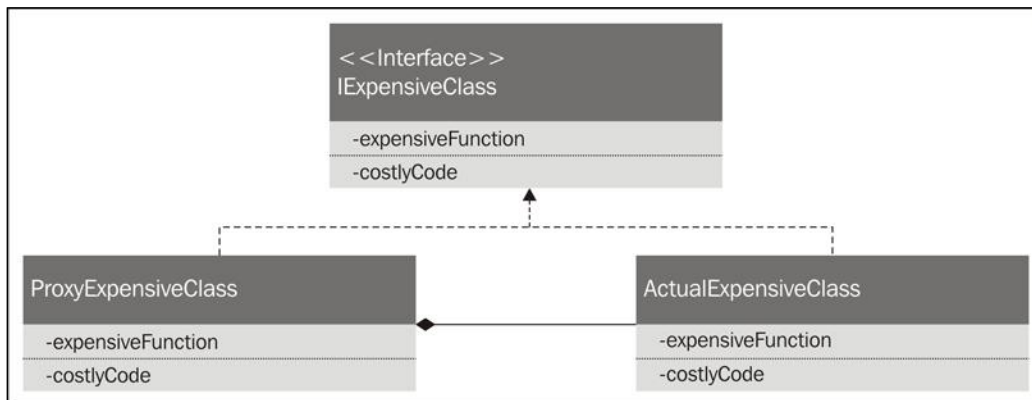 <<Interface>>
IExpensiveClass
-expensiveFunction
-costlyCode
ProxyExpensiveClass
-expensiveFunction
-costlyCode
ActualExpensiveClass
-expensiveFunction
-costlyCode